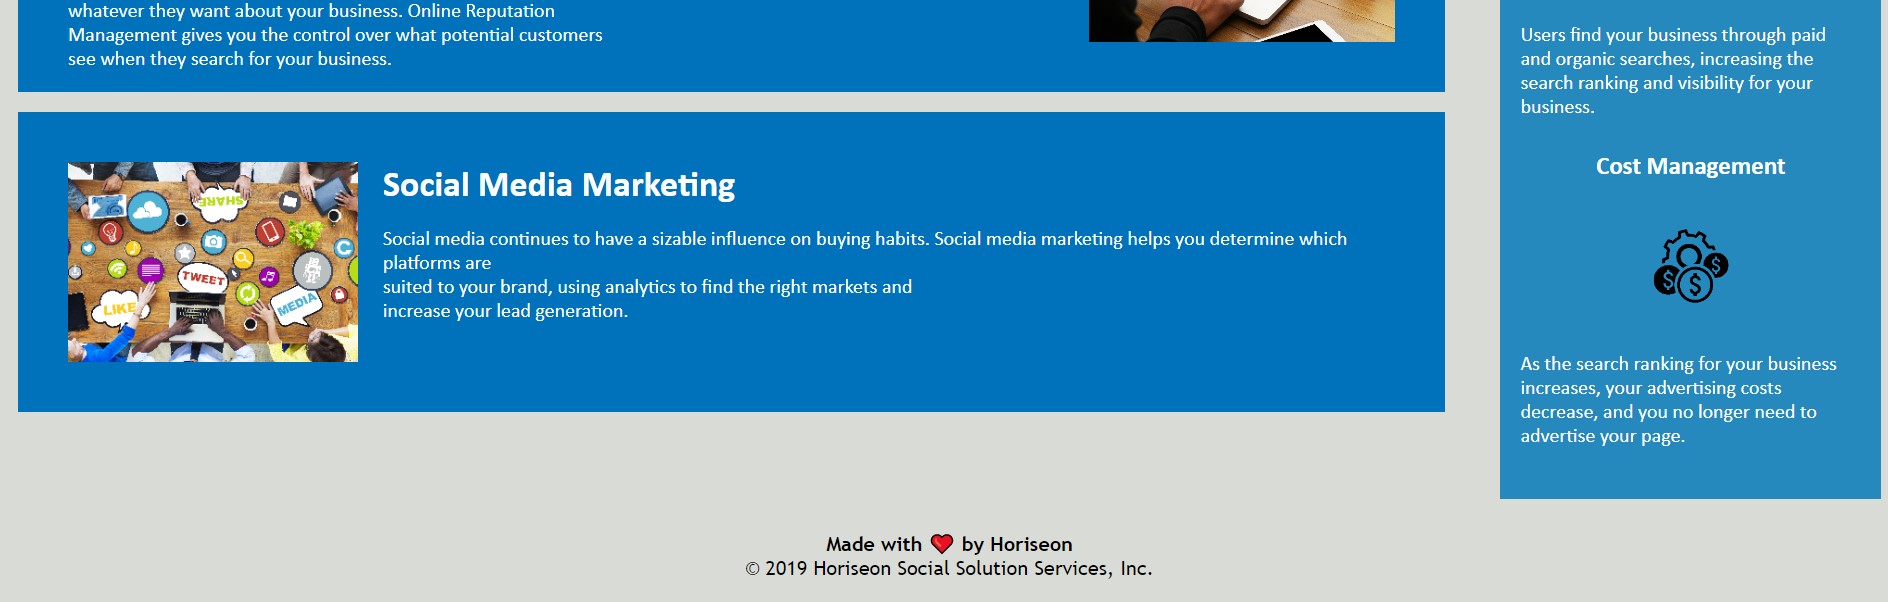 whatever they want about your business. Online Reputation
Management gives you the control over what potential customers
see when they search for your business.
SHARE
TWEET
LIKE
MEDIA
Social Media Marketing
Social media continues to have a sizable influence on buying habits. Social media marketing helps you determine which
platforms are
suited to your brand, using analytics to find the right markets and
increase your lead generation.
Users find your business through paid
and organic searches, increasing the
search ranking and visibility for your
business.
Cost Management
$ $ $
As the search ranking for your business
increases, your advertising costs
decrease, and you no longer need to
advertise your page.
Made with ❤️ by Horiseon
© 2019 Horiseon Social Solution Services, Inc.